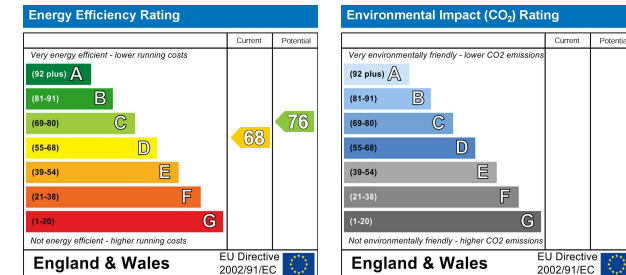 Energy Efficiency Rating
Current Potential
Very energy efficient - lower running costs
(92 plus) A
(81-91) B
(69-80) C
(55-68) D
(39-54) E
(21-38) F
(1-20) G
68
76
Not energy efficient - higher running costs
England & Wales
EU Directive
2002/91/EC
Environmental Impact (CO₂) Rating
Current Potential
Very environmentally friendly - lower CO2 emissions
(92 plus) A
(81-91) B
(69-80) C
(55-68) D
(39-54) E
(21-38) F
(1-20) G
Not environmentally friendly - higher CO2 emissions
England & Wales
EU Directive
2002/91/EC